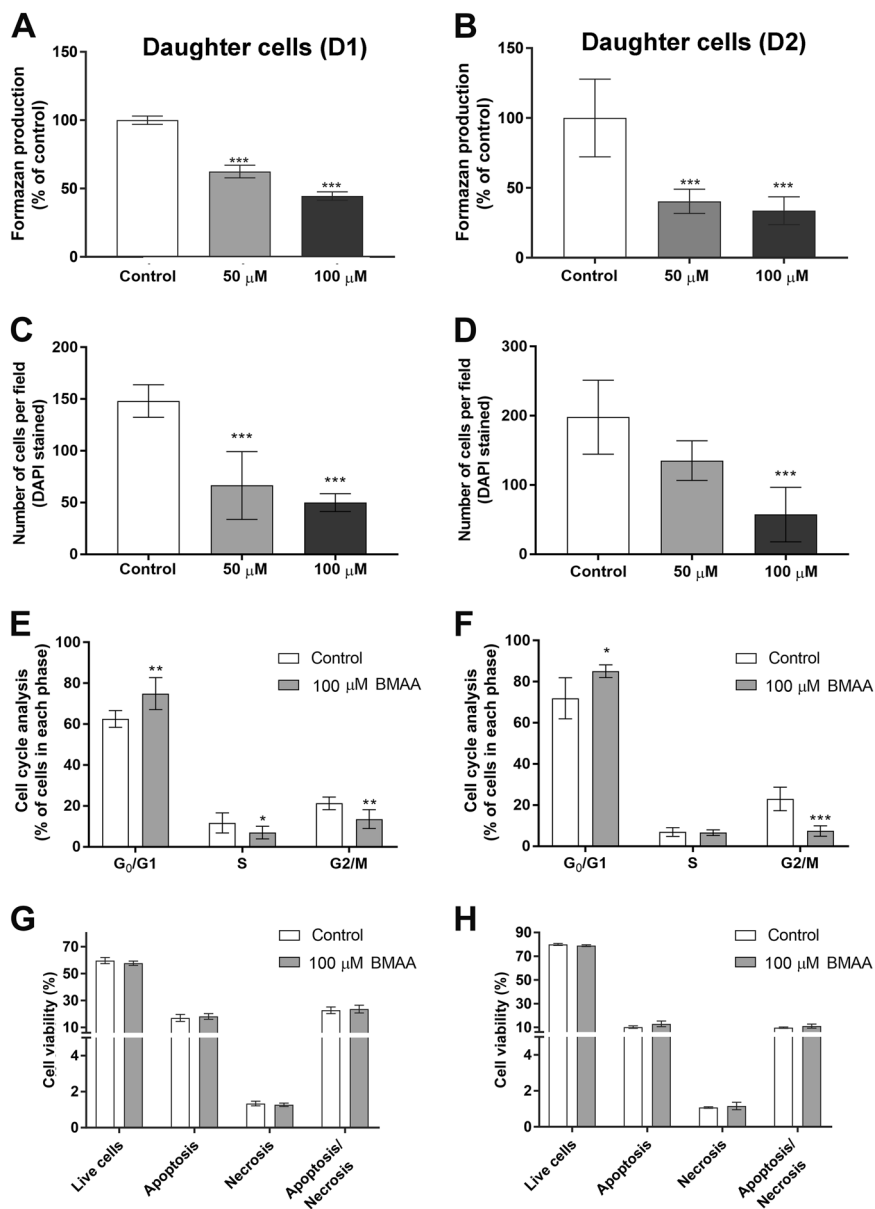 A
Daughter cells (D1)
Formazan production
(% of control)
150
100
50
0
***
***
Control
50 μM
100 μM
B
Daughter cells (D2)
Formazan production
(% of control)
150
100
50
0
***
***
Control
50 μM
100 μM
C
Number of cells per field
(DAPI stained)
200
150
100
50
0
***
***
Control
50 μM
100 μM
D
Number of cells per field
(DAPI stained)
300
200
100
0
***
Control
50 μM
100 μM
E
Cell cycle analysis
(% of cells in each phase)
100
80
60
40
20
0
**
*
**
Control
100 μM BMAA
G₀/G1
S
G2/M
F
Cell cycle analysis
(% of cells in each phase)
100
80
60
40
20
0
*
***
Control
100 μM BMAA
G₀/G1
S
G2/M
G
Cell viability (%)
70
50
30
10
4
2
0
Control
100 μM BMAA
Live cells
Apoptosis
Necrosis
Apoptosis/
Necrosis
H
Cell viability (%)
90
70
50
30
10
4
2
0
Control
100 μM BMAA
Live cells
Apoptosis
Necrosis
Apoptosis/
Necrosis